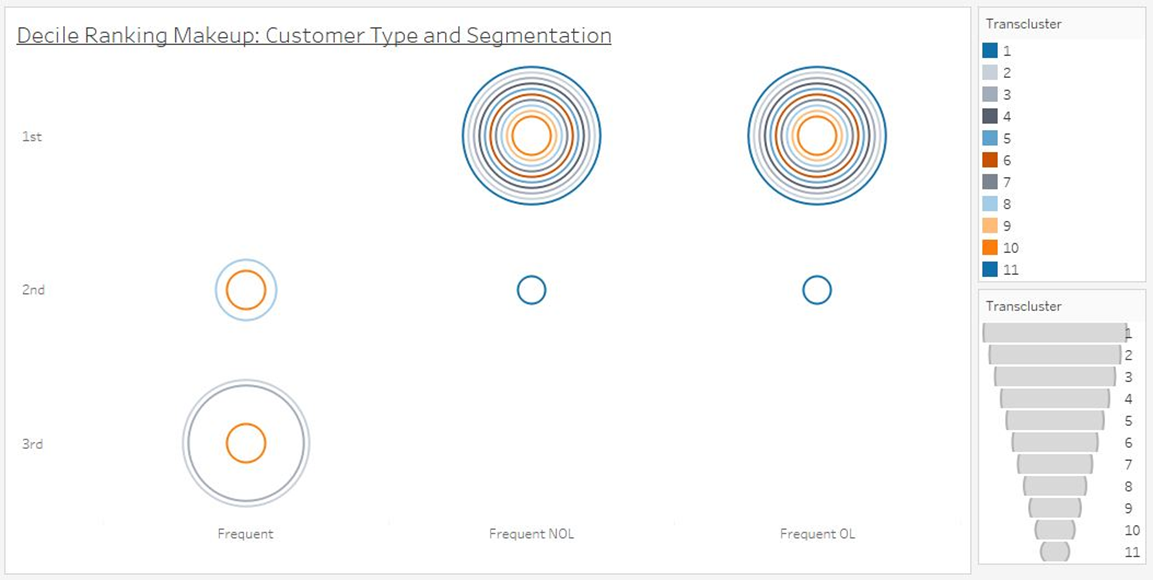 Decile Ranking Makeup: Customer Type and Segmentation
1st
2nd
3rd
Frequent
Frequent NOL
Frequent OL
Transcluster
1
2
3
4
5
6
7
8
9
10
11
Transcluster
1
2
3
4
5
6
7
8
9
10
11